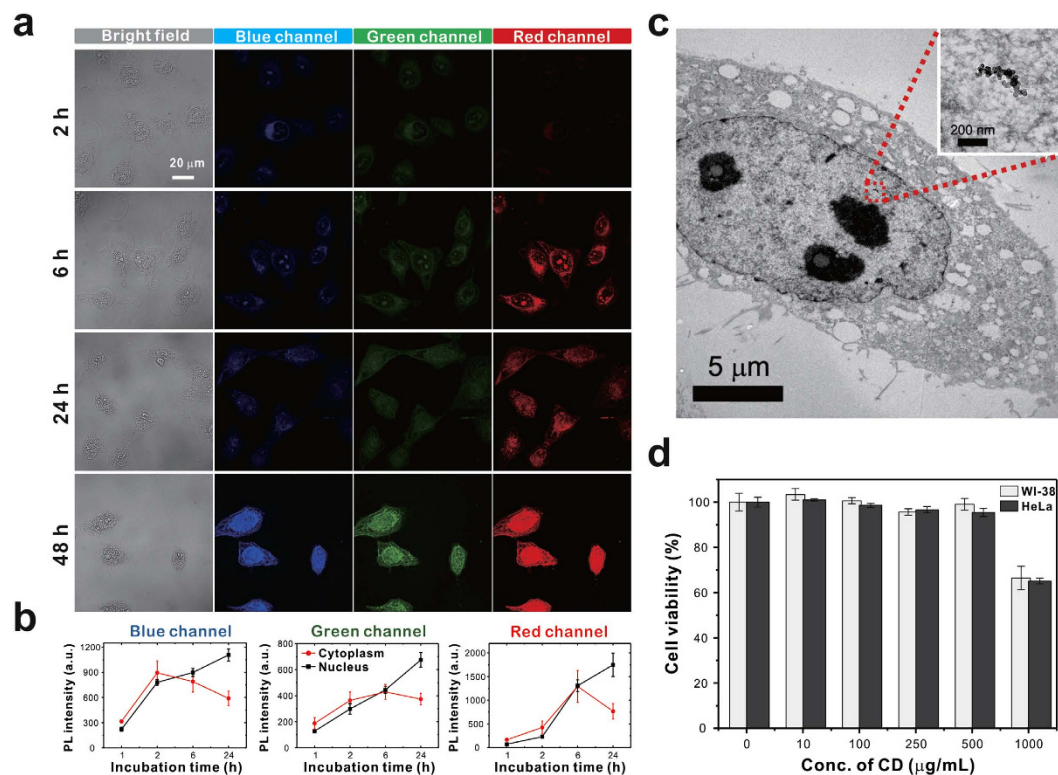 a
Bright field
Blue channel
Green channel
Red channel
2 h
20 μm
6 h
24 h
48 h
b
Blue channel
PL intensity (a.u.)
1200
900
600
300
0
1
2
6
24
Incubation time (h)
Green channel
Cytoplasm
Nucleus
PL intensity (a.u.)
800
600
400
200
0
1
2
6
24
Incubation time (h)
Red channel
PL intensity (a.u.)
2000
1500
1000
500
0
1
2
6
24
Incubation time (h)
c
200 nm
5 μm
d
WI-38
HeLa
Cell viability (%)
120
100
80
60
40
20
0
0
10
100
250
500
1000
Conc. of CD (μg/mL)